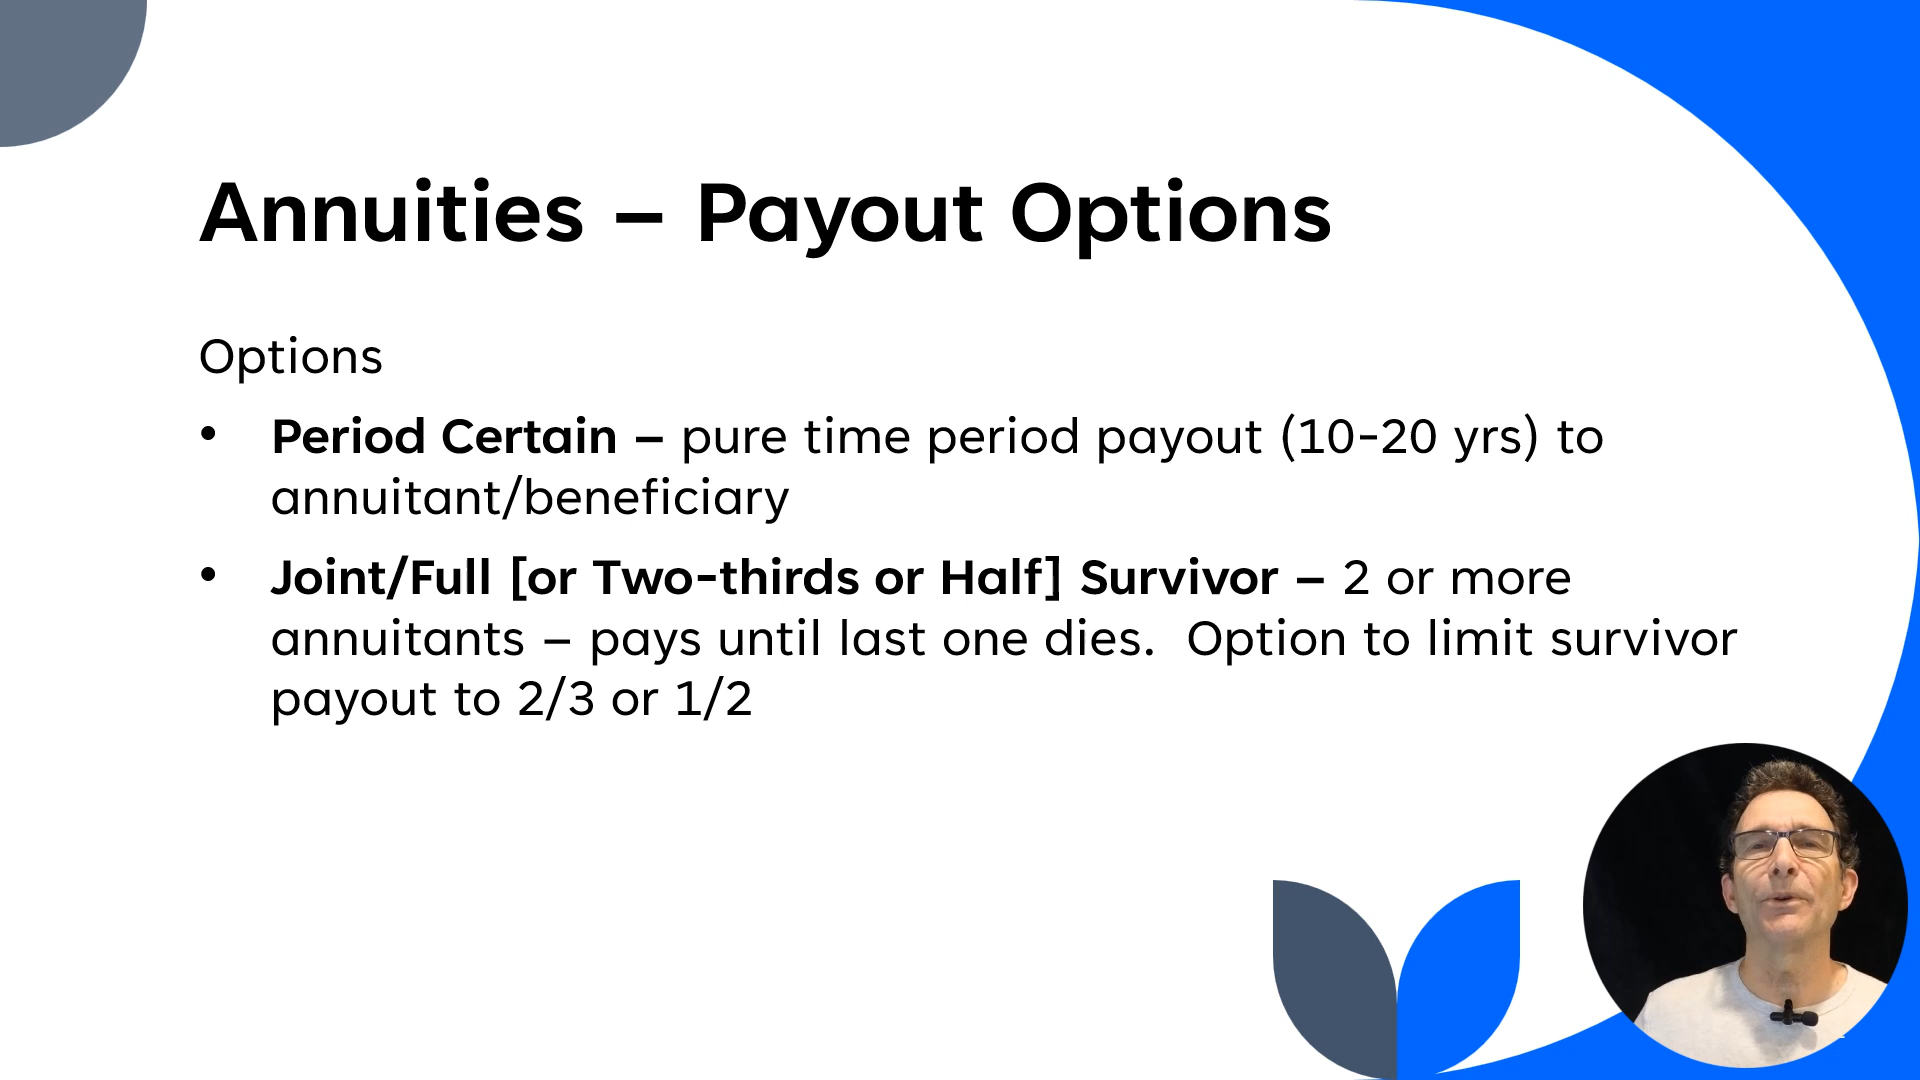 Annuities – Payout Options
Options
• Period Certain – pure time period payout (10-20 yrs) to
annuitant/beneficiary
• Joint/Full [or Two-thirds or Half] Survivor – 2 or more
annuitants – pays until last one dies.  Option to limit survivor
payout to 2/3 or 1/2